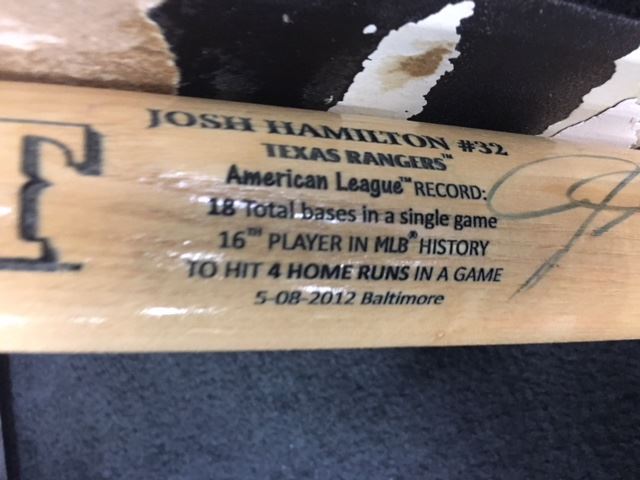 JOSH HAMILTON #32
TEXAS RANGERS™
American League™ RECORD:
18 Total bases in a single game
16TH PLAYER IN MLB® HISTORY
TO HIT 4 HOME RUNS IN A GAME
5-08-2012 Baltimore